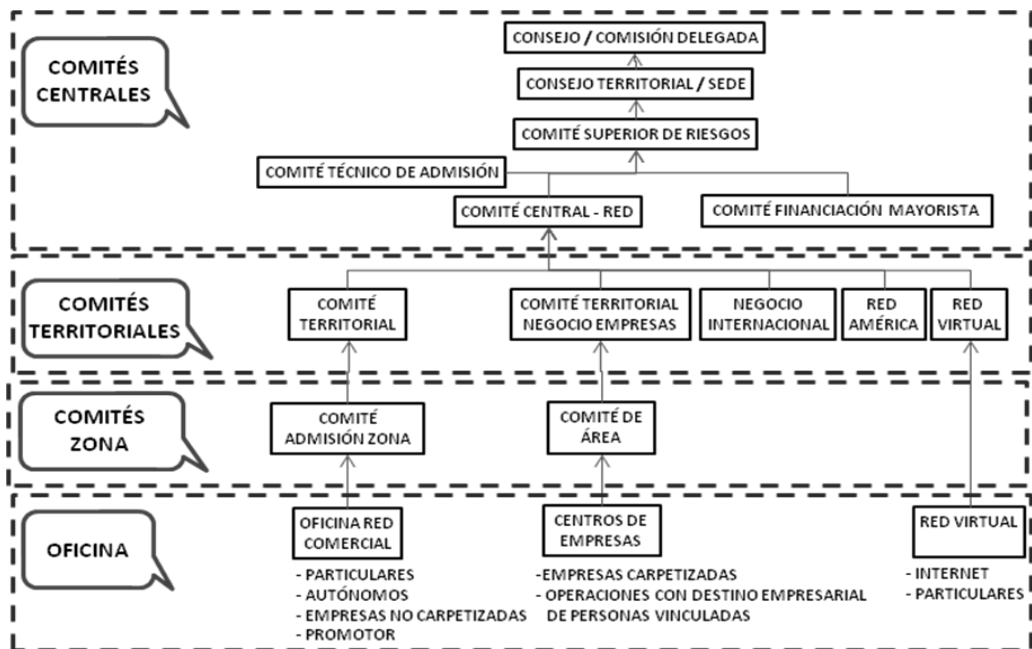 COMITÉS
CENTRALES
CONSEJO / COMISIÓN DELEGADA
CONSEJO TERRITORIAL / SEDE
COMITÉ SUPERIOR DE RIESGOS
COMITÉ TÉCNICO DE ADMISIÓN
COMITÉ CENTRAL - RED
COMITÉ FINANCIACIÓN MAYORISTA
COMITÉS
TERRITORIALES
COMITÉ
TERRITORIAL
COMITÉ TERRITORIAL
NEGOCIO EMPRESAS
NEGOCIO
INTERNACIONAL
RED
AMÉRICA
RED
VIRTUAL
COMITÉS
ZONA
COMITÉ
ADMISIÓN ZONA
COMITÉ DE
ÁREA
OFICINA
OFICINA RED
COMERCIAL
- PARTICULARES
- AUTÓNOMOS
- EMPRESAS NO CARPETIZADAS
- PROMOTOR
CENTROS DE
EMPRESAS
-EMPRESAS CARPETIZADAS
- OPERACIONES CON DESTINO EMPRESARIAL
DE PERSONAS VINCULADAS
RED VIRTUAL
- INTERNET
- PARTICULARES